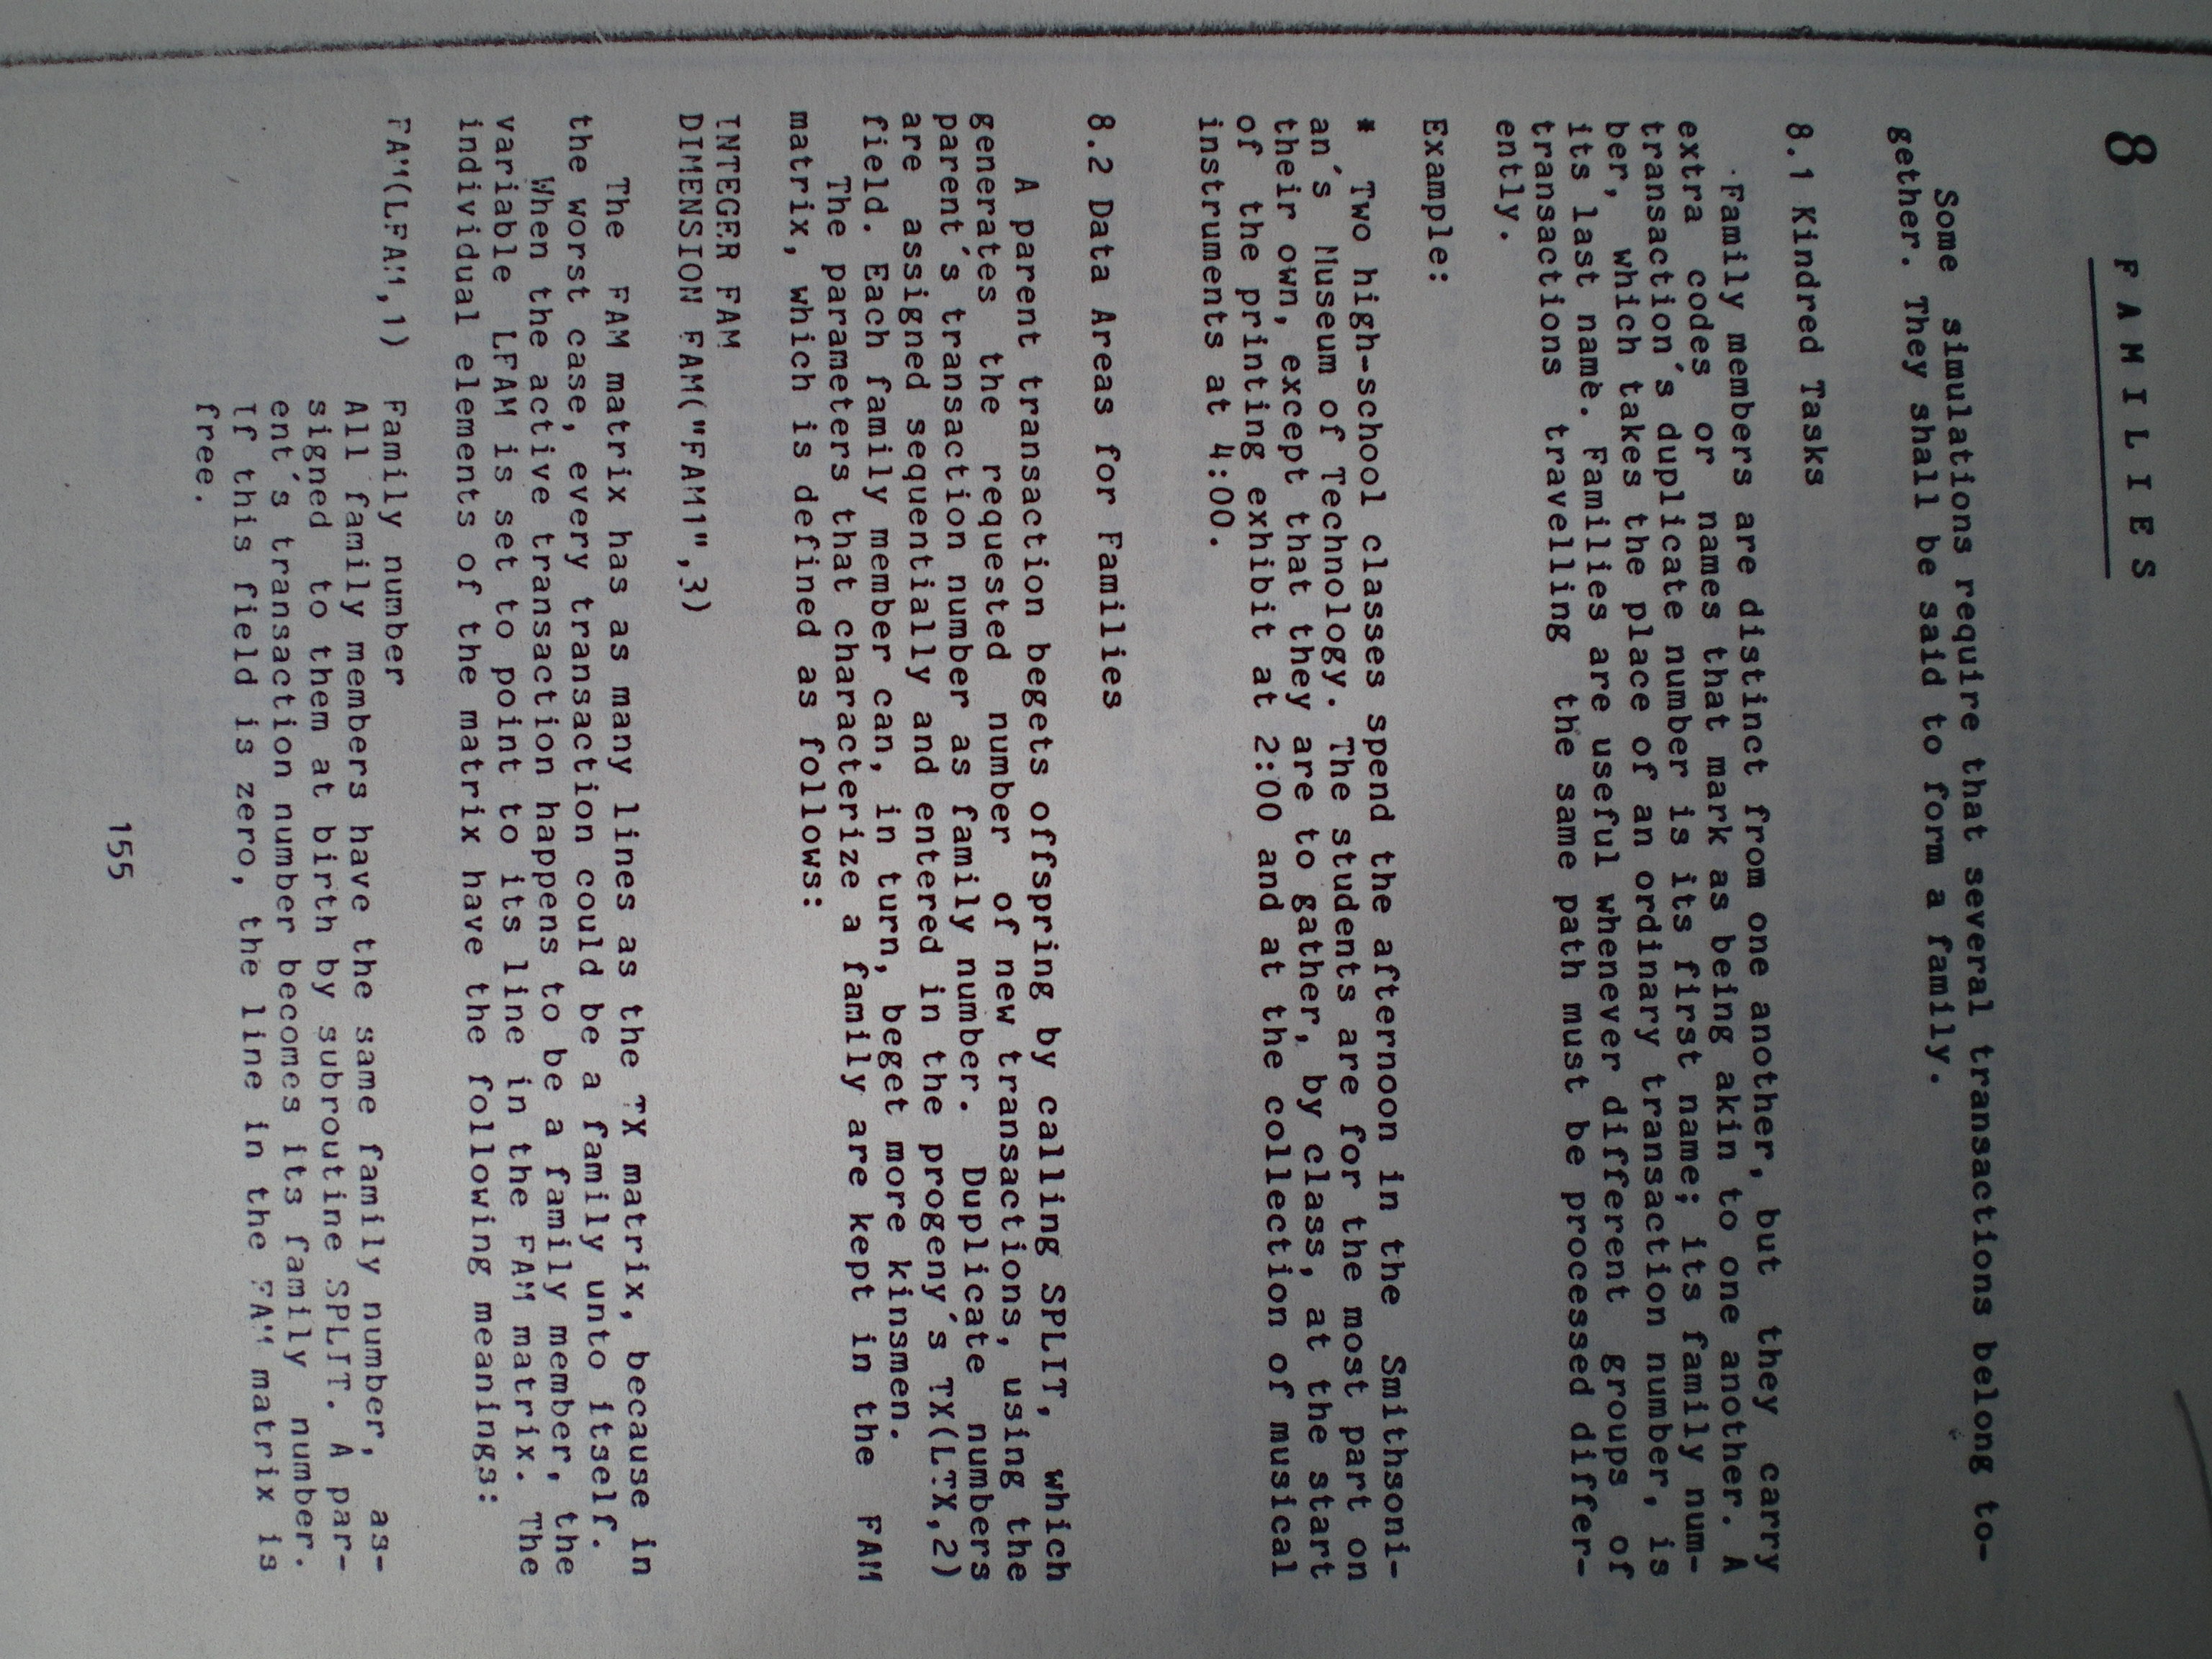 8 FAMILIES
Some simulations require that several transactions belong to-
gether. They shall be said to form a family.
8.1 Kindred Tasks
Family members are distinct from one another, but they carry
extra codes or names that mark as being akin to one another. A
transaction's duplicate number is its first name; its family num-
ber, which takes the place of an ordinary transaction number, is
its last name. Families are useful whenever different groups of
transactions travelling the same path must be processed differ-
ently.
Example:
* Two high-school classes spend the afternoon in the Smithsoni-
an's Museum of Technology. The students are for the most part on
their own, except that they are to gather, by class, at the start
of the printing exhibit at 2:00 and at the collection of musical
instruments at 4:00.
8.2 Data Areas for Families
A parent transaction begets offspring by calling SPLIT, which
generates the requested number of new transactions, using the
parent's transaction number as family number. Duplicate numbers
are assigned sequentially and entered in the progeny's TX(LTX,2)
field. Each family member can, in turn, beget more kinsmen.
The parameters that characterize a family are kept in the FAM
matrix, which is defined as follows:
INTEGER FAM
DIMENSION FAM("FAM1",3)
The FAM matrix has as many lines as the TX matrix, because in
the worst case, every transaction could be a family unto itself.
When the active transaction happens to be a family member, the
variable LFAM is set to point to its line in the FAM matrix. The
individual elements of the matrix have the following meanings:
FAM(LFAM,1) Family number
All family members have the same family number, as-
signed to them at birth by subroutine SPLIT. A par-
ent's transaction number becomes its family number.
If this field is zero, the line in the FAM matrix is
free.
155